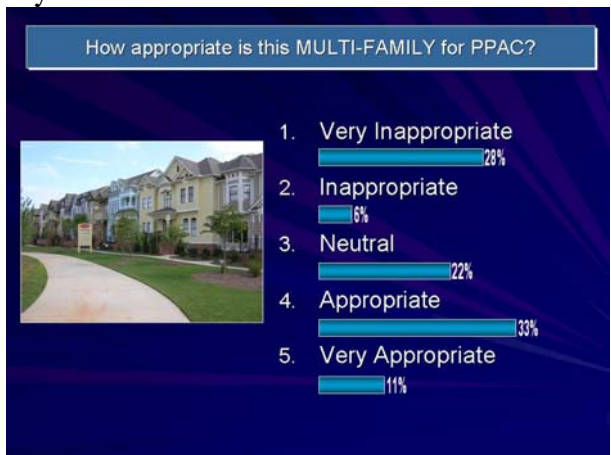 How appropriate is this MULTI-FAMILY for PPAC?
1. Very Inappropriate
28%
2. Inappropriate
6%
3. Neutral
22%
4. Appropriate
33%
5. Very Appropriate
11%